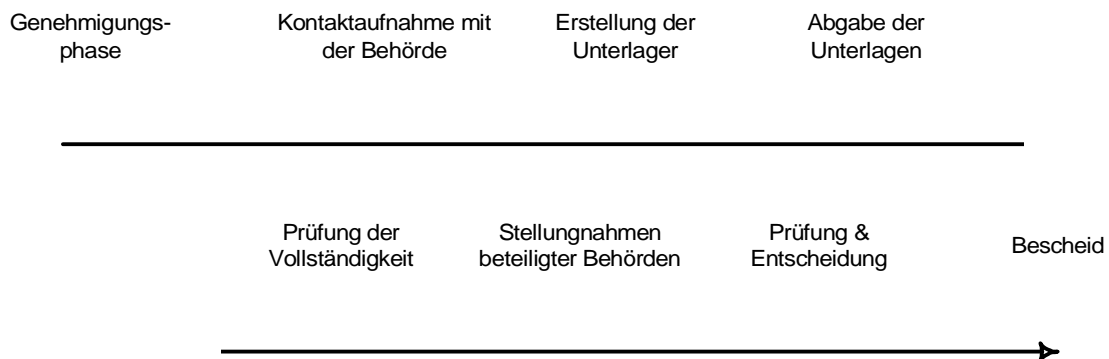 Genehmigungs-
phase
Kontaktaufnahme mit
der Behörde
Erstellung der
Unterlager
Abgabe der
Unterlagen
Prüfung der
Vollständigkeit
Stellungnahmen
beteiligter Behörden
Prüfung &
Entscheidung
Bescheid